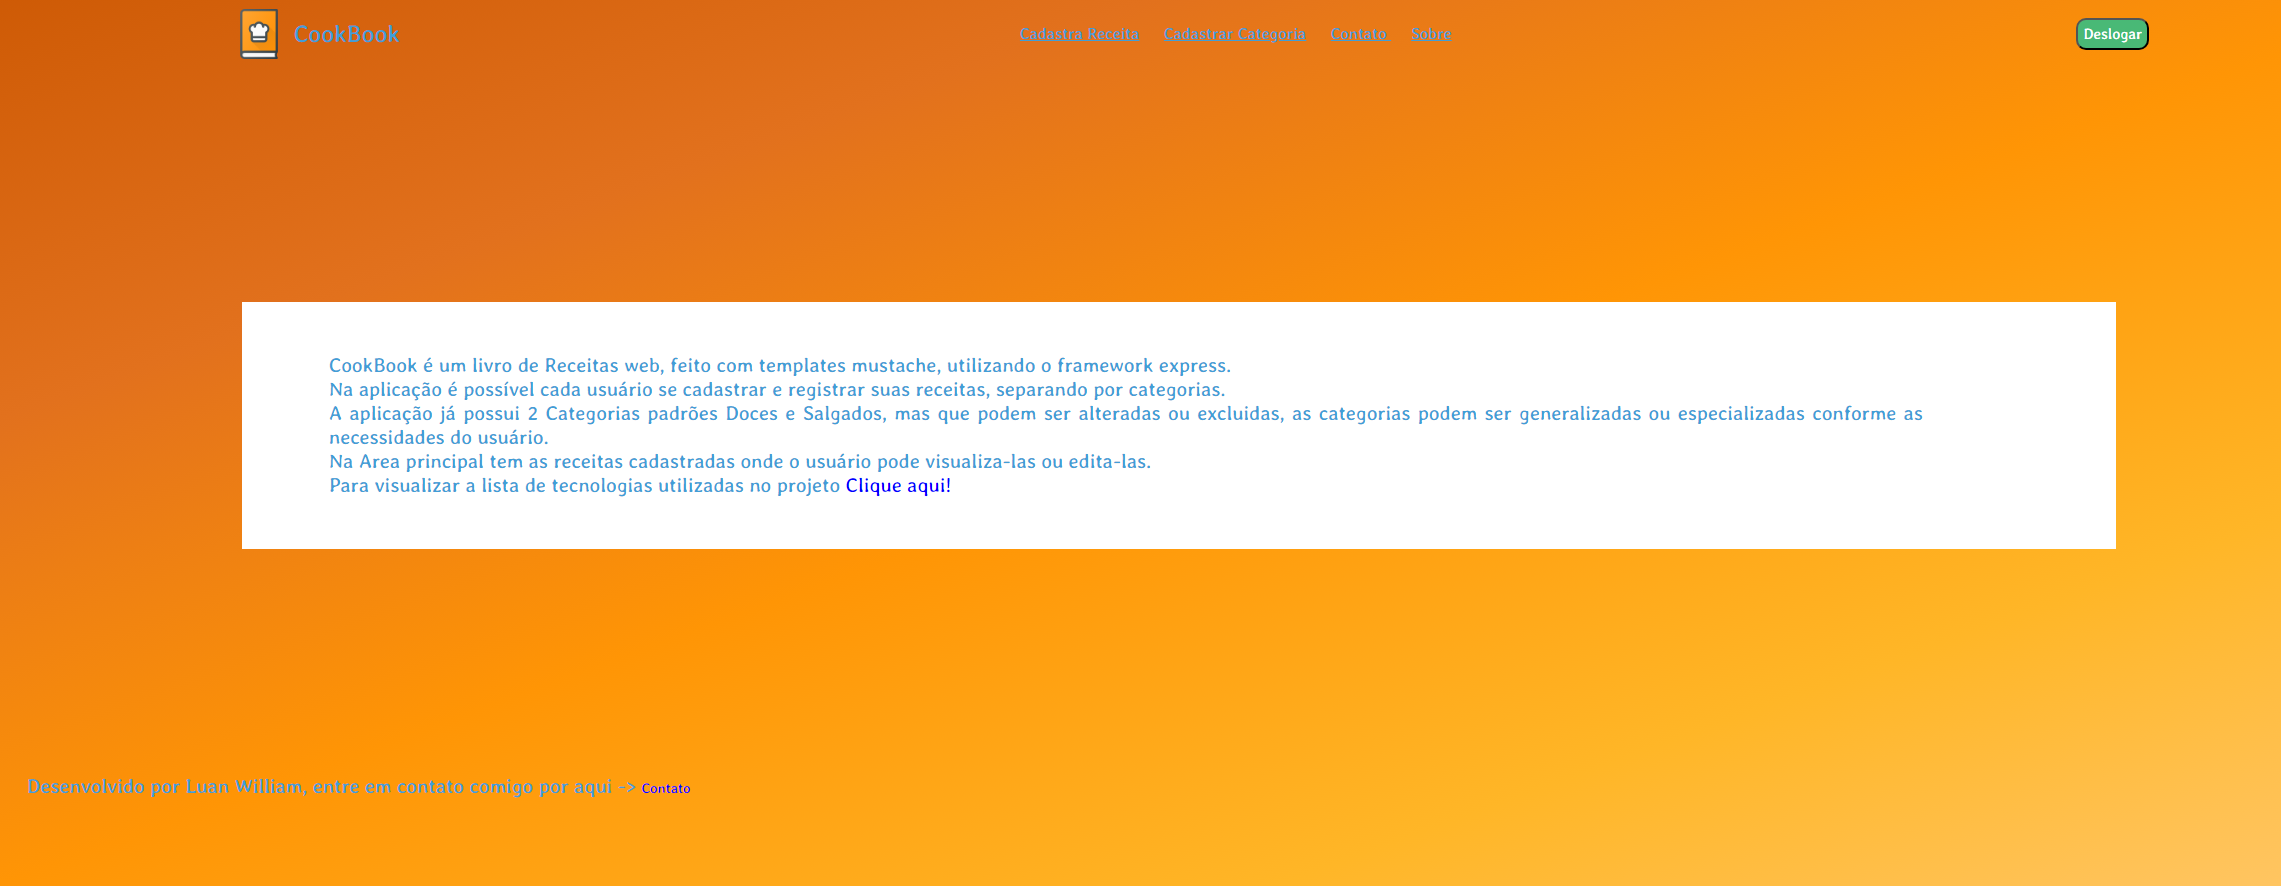 CookBook
Cadastra Receita Cadastrar Categoria Contato Sobre
Deslogar
CookBook é um livro de Receitas web, feito com templates mustache, utilizando o framework express.
Na aplicação é possível cada usuário se cadastrar e registrar suas receitas, separando por categorias.
A aplicação já possui 2 Categorias padrões Doces e Salgados, mas que podem ser alteradas ou excluidas, as categorias podem ser generalizadas ou especializadas conforme as
necessidades do usuário.
Na Area principal tem as receitas cadastradas onde o usuário pode visualiza-las ou edita-las.
Para visualizar a lista de tecnologias utilizadas no projeto Clique aqui!
Desenvolvido por Luan William, entre em contato comigo por aqui -> Contato